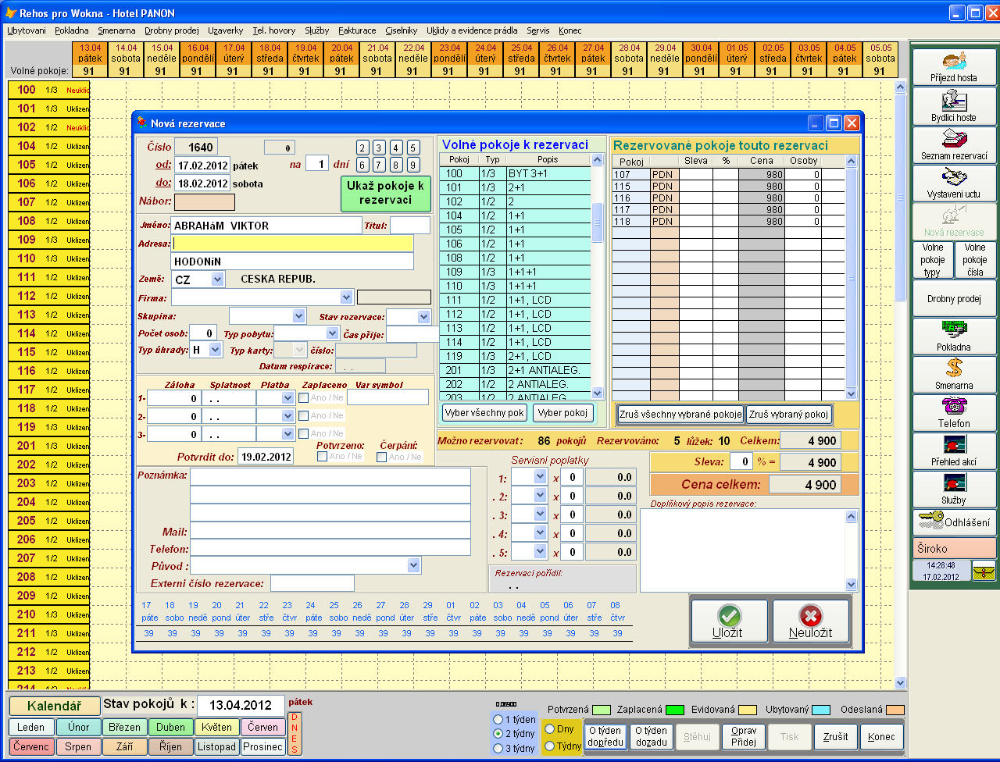 Rehos pro Wokna - Hotel PANON
Ubytovani Pokladna Smenarna Drobny prodej Uzaverky Tel. hovory Služby Fakturace Ciselniky Uklidy a evidence prádla Servis Konec
13.04 14.04 15.04 16.04 17.04 18.04 19.04 20.04 21.04 22.04 23.04 24.04 25.04 26.04 27.04 28.04 29.04 30.04 01.05 02.05 03.05 04.05 05.05
pátek sobota neděle pondělí úterý středa čtvrtek pátek sobota neděle pondělí úterý středa čtvrtek pátek sobota neděle pondělí úterý středa čtvrtek pátek sobota
Volné pokoje: 91 91 91 91 91 91 91 91 91 91 91 91 91 91 91 91 91 91 91 91 91 91 91
100 1/3 Neuklic
101 1/3 Uklizen
102 1/2 Neuklic
104 1/2 Uklizen
105 1/2 Uklizen
106 1/2 Uklizen
107 1/2 Uklizen
108 1/2 Uklizen
109 1/3 Uklizen
110 1/3 Uklizen
111 1/2 Uklizen
112 1/2 Uklizen
113 1/2 Uklizen
114 1/2 Uklizen
115 1/2 Uklizen
116 1/2 Uklizen
117 1/2 Uklizen
118 1/2 Uklizen
119 1/3 Uklizen
201 1/3 Uklizen
202 1/2 Uklizen
203 1/2 Uklizen
204 1/2 Uklizen
205 1/2 Uklizen
206 1/2 Uklizen
207 1/2 Uklizen
208 1/2 Uklizen
209 1/2 Uklizen
210 1/3 Uklizen
211 1/3 Uklizen
212 1/2 Uklizen
213 1/2 Uklizen
Nová rezervace
Číslo 1640 0
od: 17.02.2012 pátek na 1 dní
do: 18.02.2012 sobota
2 3 4 5
6 7 8 9
Ukaž pokoje k rezervaci
Nábor:
Jméno: ABRAHáM VIKTOR Titul:
Adresa:
HODONíN
Země: CZ CESKA REPUB.
Firma:
Skupina: Stav rezervace:
Počet osob: 0 Typ pobytu: Čas příje:
Typ úhrady: H Typ karty: číslo:
Datum respirace: . .
Záloha Splatnost Platba Zaplaceno Var symbol
1- 0 . . Ano / Ne
2- 0 . . Ano / Ne
3- 0 . . Ano / Ne
Potvrzeno: Čerpání:
Potvrdit do: 19.02.2012 Ano / Ne Ano / Ne
Poznámka:
Mail:
Telefon:
Původ :
Externi číslo rezervace:
Volné pokoje k rezervaci
Pokoj Typ Popis
100 1/3 BYT 3+1
101 1/3 2+1
102 1/2 2
104 1/2 1+1
105 1/2 1+1
106 1/2 1+1
108 1/2 1+1
109 1/3 1+1+1
110 1/3 1+1+1
111 1/2 1+1, LCD
112 1/2 1+1, LCD
113 1/2 1+1, LCD
114 1/2 1+1, LCD
119 1/3 2+1, LCD
201 1/3 2+1 ANTIALEG.
202 1/2 2 ANTIALEG.
203 1/2 2 ANTIALEG.
Vyber všechny pok Vyber pokoj
Rezervované pokoje touto rezervaci
Pokoj Sleva % Cena Osoby
107 PDN 980 0
115 PDN 980 0
116 PDN 980 0
117 PDN 980 0
118 PDN 980 0
Zruš všechny vybrané pokoje Zruš vybraný pokoj
Možno rezervovat: 86 pokojů Rezervováno: 5 lůžek: 10 Celkem: 4 900
Sleva: 0 % = 4 900
Cena celkem: 4 900
Servisní poplatky
1: x 0 0.0
. 2: x 0 0.0
. 3: x 0 0.0
. 4: x 0 0.0
. 5: x 0 0.0
Rezervaci pořídil:
. .
Doplňkový popis rezervace:
17 18 19 20 21 22 23 24 25 26 27 28 29 01 02 03 04 05 06 07 08
páte sobo nedě pond úter stře čtvr páte sobo nedě pond úter stře čtvr páte sobo nedě pond úter stře čtvr
39 39 39 39 39 39 39 39 39 39 39 39 39 39 39 39 39 39 39 39 39
Uložit Neuložit
Příjezd hosta
Bydlici hoste
Seznam rezervací
Vystaveni uctu
Nová rezervace
Volne pokoje typy
Volne pokoje čísla
Drobny prodej
Pokladna
Smenarna
Telefon
Přehled akcí
Služby
Odhlášení
Široko
14:28:48
17.02.2012
Kalendář Stav pokojů k : 13.04.2012 pátek
Leden Únor Březen Duben Květen Červen
Červenc Srpen Září Říjen Listopad Prosinec
DNES
1 týden
2 týdny
3 týdny
Dny
Týdny
Potvrzená Zaplacená Evidovaná Ubytovaný Odeslaná
O týden dopředu O týden dozadu Stěhuj Oprav Přidej Tisk Zrušit Konec